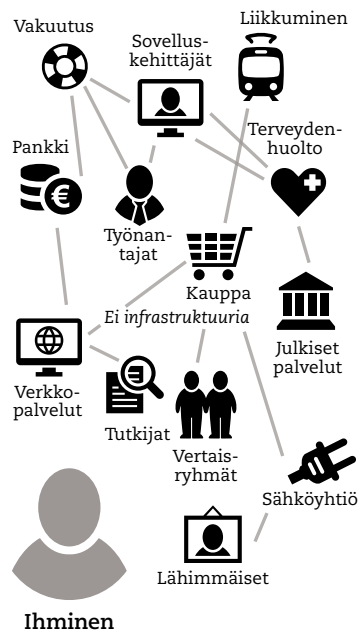 Liikkuminen
Vakuutus
Sovellus-
kehittäjät
Terveyden-
huolto
Pankki
Työnan-
tajat
Kauppa
Ei infrastruktuuria
Julkiset
palvelut
Verkko-
palvelut
Tutkijat
Vertais-
ryhmät
Sähköyhtiö
Lähimmäiset
Ihminen